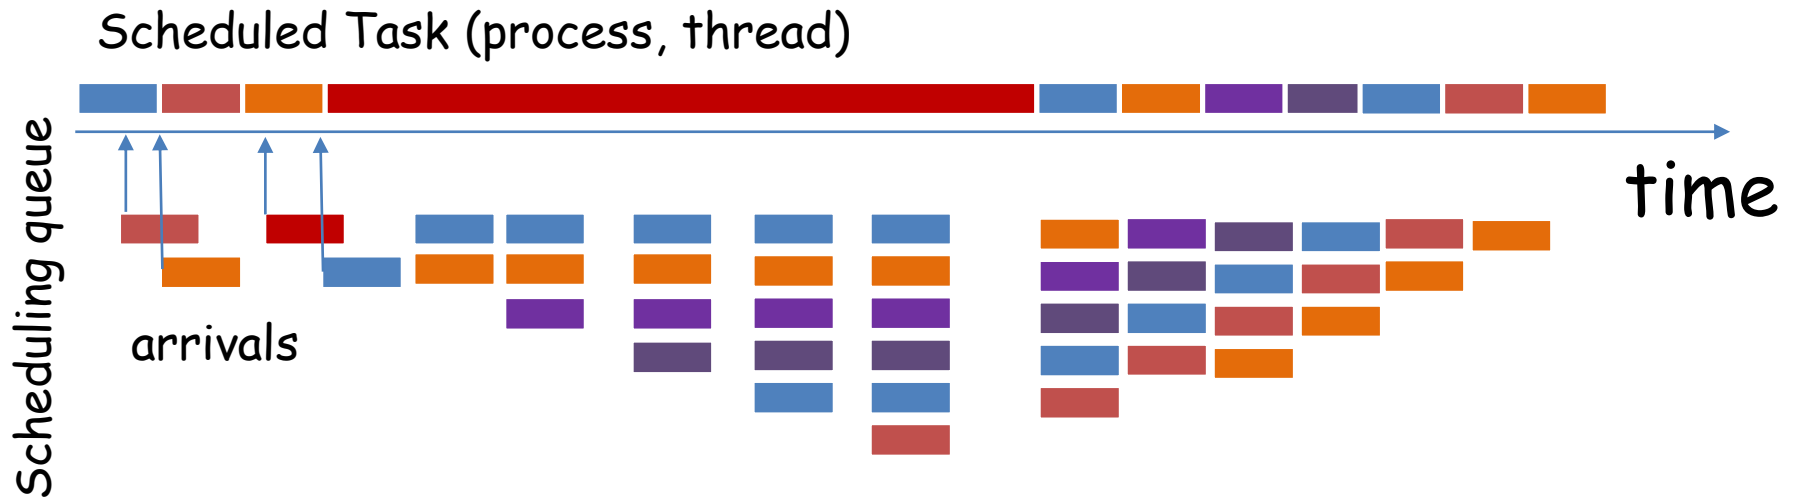 Scheduled Task (process, thread)
Scheduling queue
time
arrivals